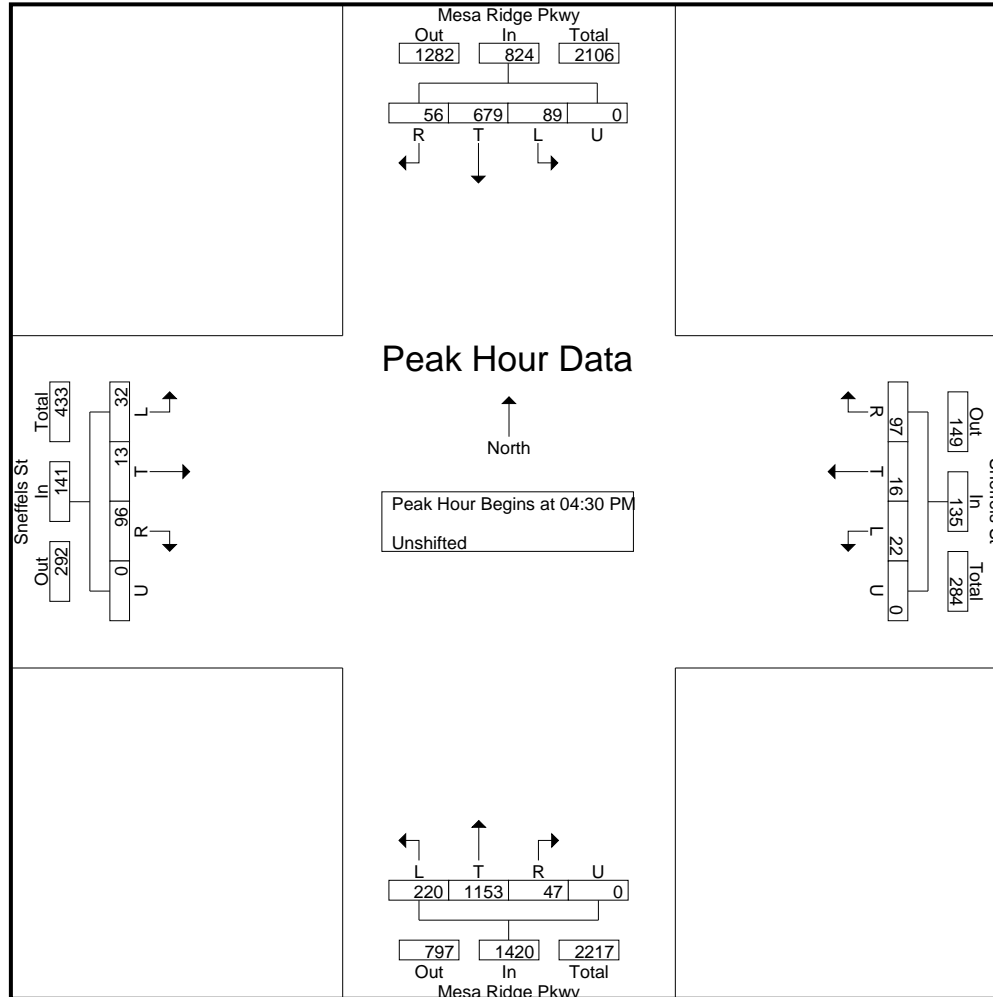 Mesa Ridge Pkwy
Out In Total
1282 824 2106
56 679 89 0
R T L U
Peak Hour Data
North
Peak Hour Begins at 04:30 PM
Unshifted
Sneffels St
Total In Out
433 141 292
32 13 96 0
L T R U
R T L U
97 16 22 0
Out In Total
149 135 284
L T R U
220 1153 47 0
797 1420 2217
Out In Total
Mesa Ridge Pkwy